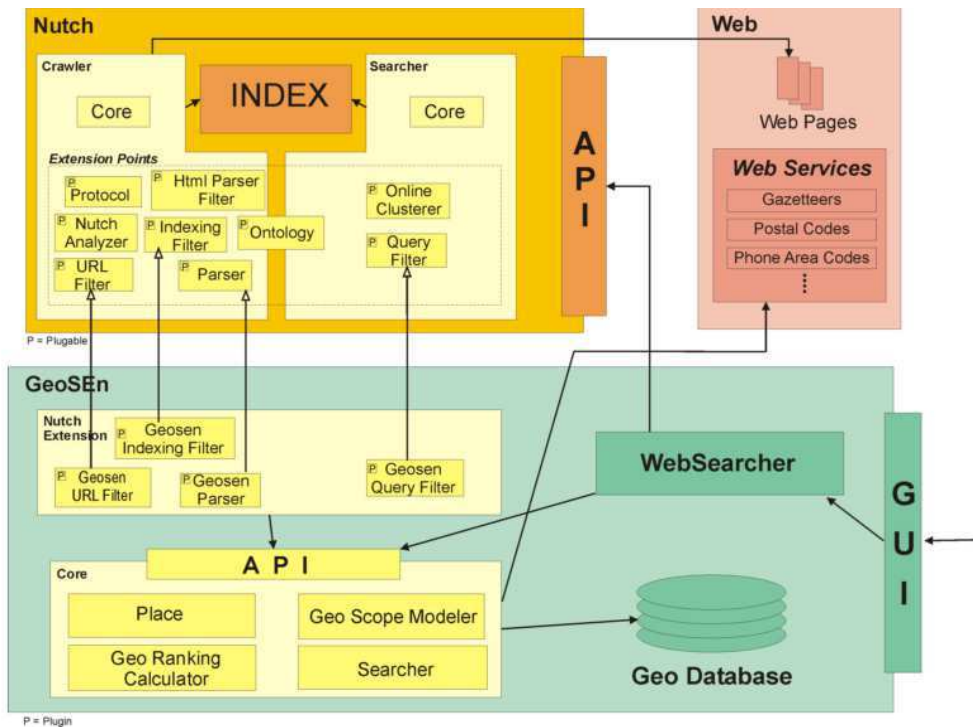 Nutch
Web
Crawler
Searcher
INDEX
Core
Core
Web Pages
A
P
I
Extension Points
P Protocol
P Html Parser
Filter
P Nutch
Analyzer
P Indexing
Filter
P Ontology
P URL
Filter
P Parser
P Online
Clusterer
P Query
Filter
Web Services
Gazetteers
Postal Codes
Phone Area Codes
P = Plugable
GeoSEn
Nutch
Extension
P Geosen
Indexing Filter
P Geosen
URL Filter
P Geosen
Parser
P Geosen
Query Filter
WebSearcher
G
U
I
A P I
Core
Place
Geo Scope Modeler
Geo Ranking
Calculator
Searcher
Geo Database
P = Plugin